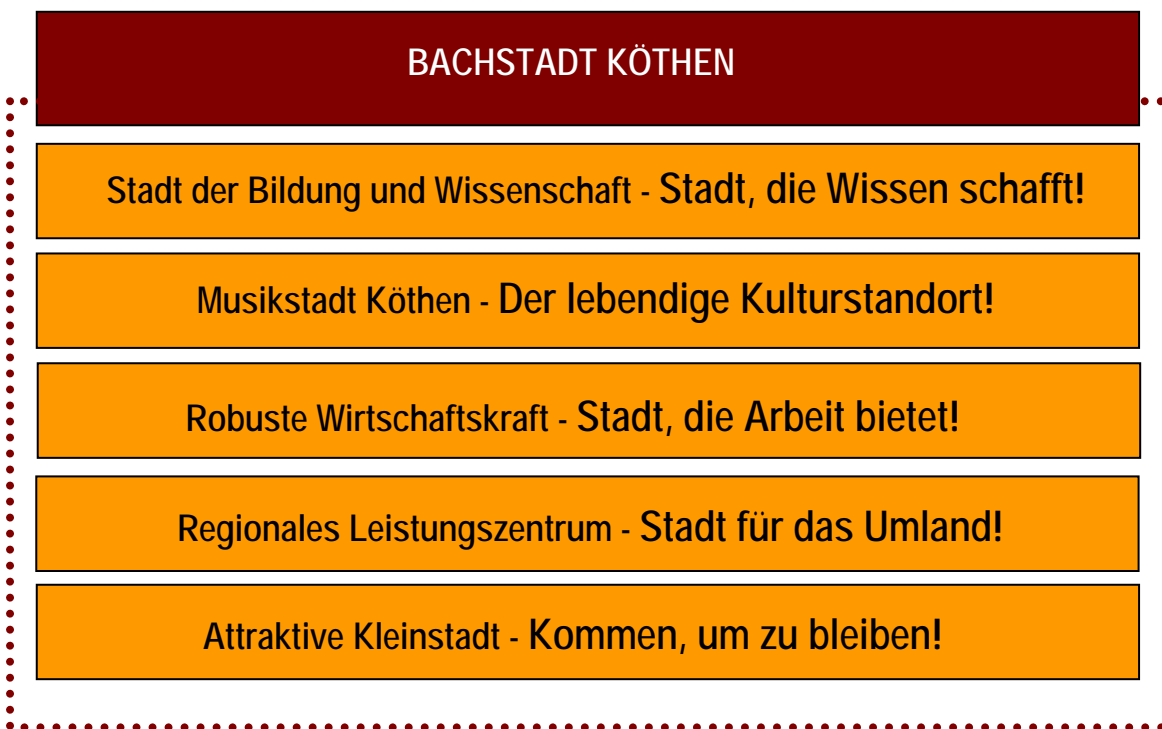 BACHSTADT KÖTHEN
Stadt der Bildung und Wissenschaft - Stadt, die Wissen schafft!
Musikstadt Köthen - Der lebendige Kulturstandort!
Robuste Wirtschaftskraft - Stadt, die Arbeit bietet!
Regionales Leistungszentrum - Stadt für das Umland!
Attraktive Kleinstadt - Kommen, um zu bleiben!